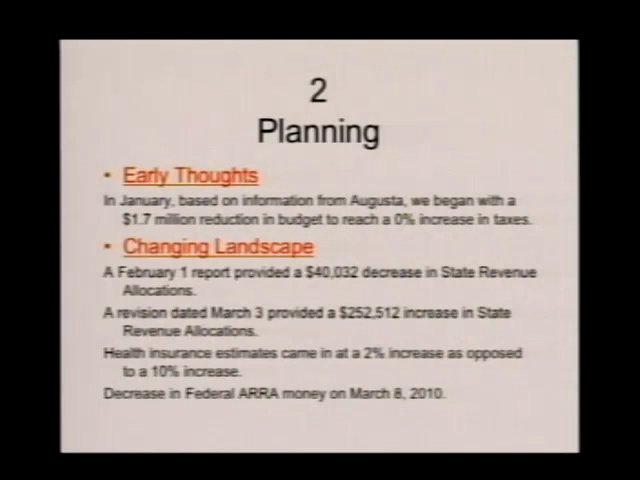 2
Planning
• Early Thoughts
In January, based on information from Augusta, we began with a
$1.7 million reduction in budget to reach a 0% increase in taxes.
• Changing Landscape
A February 1 report provided a $40,032 decrease in State Revenue
Allocations.
A revision dated March 3 provided a $252,512 increase in State
Revenue Allocations.
Health insurance estimates came in at a 2% increase as opposed
to a 10% increase.
Decrease in Federal ARRA money on March 8, 2010.